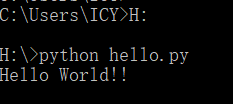 C:\Users\ICY>H:
H:\>python hello.py
Hello World!!